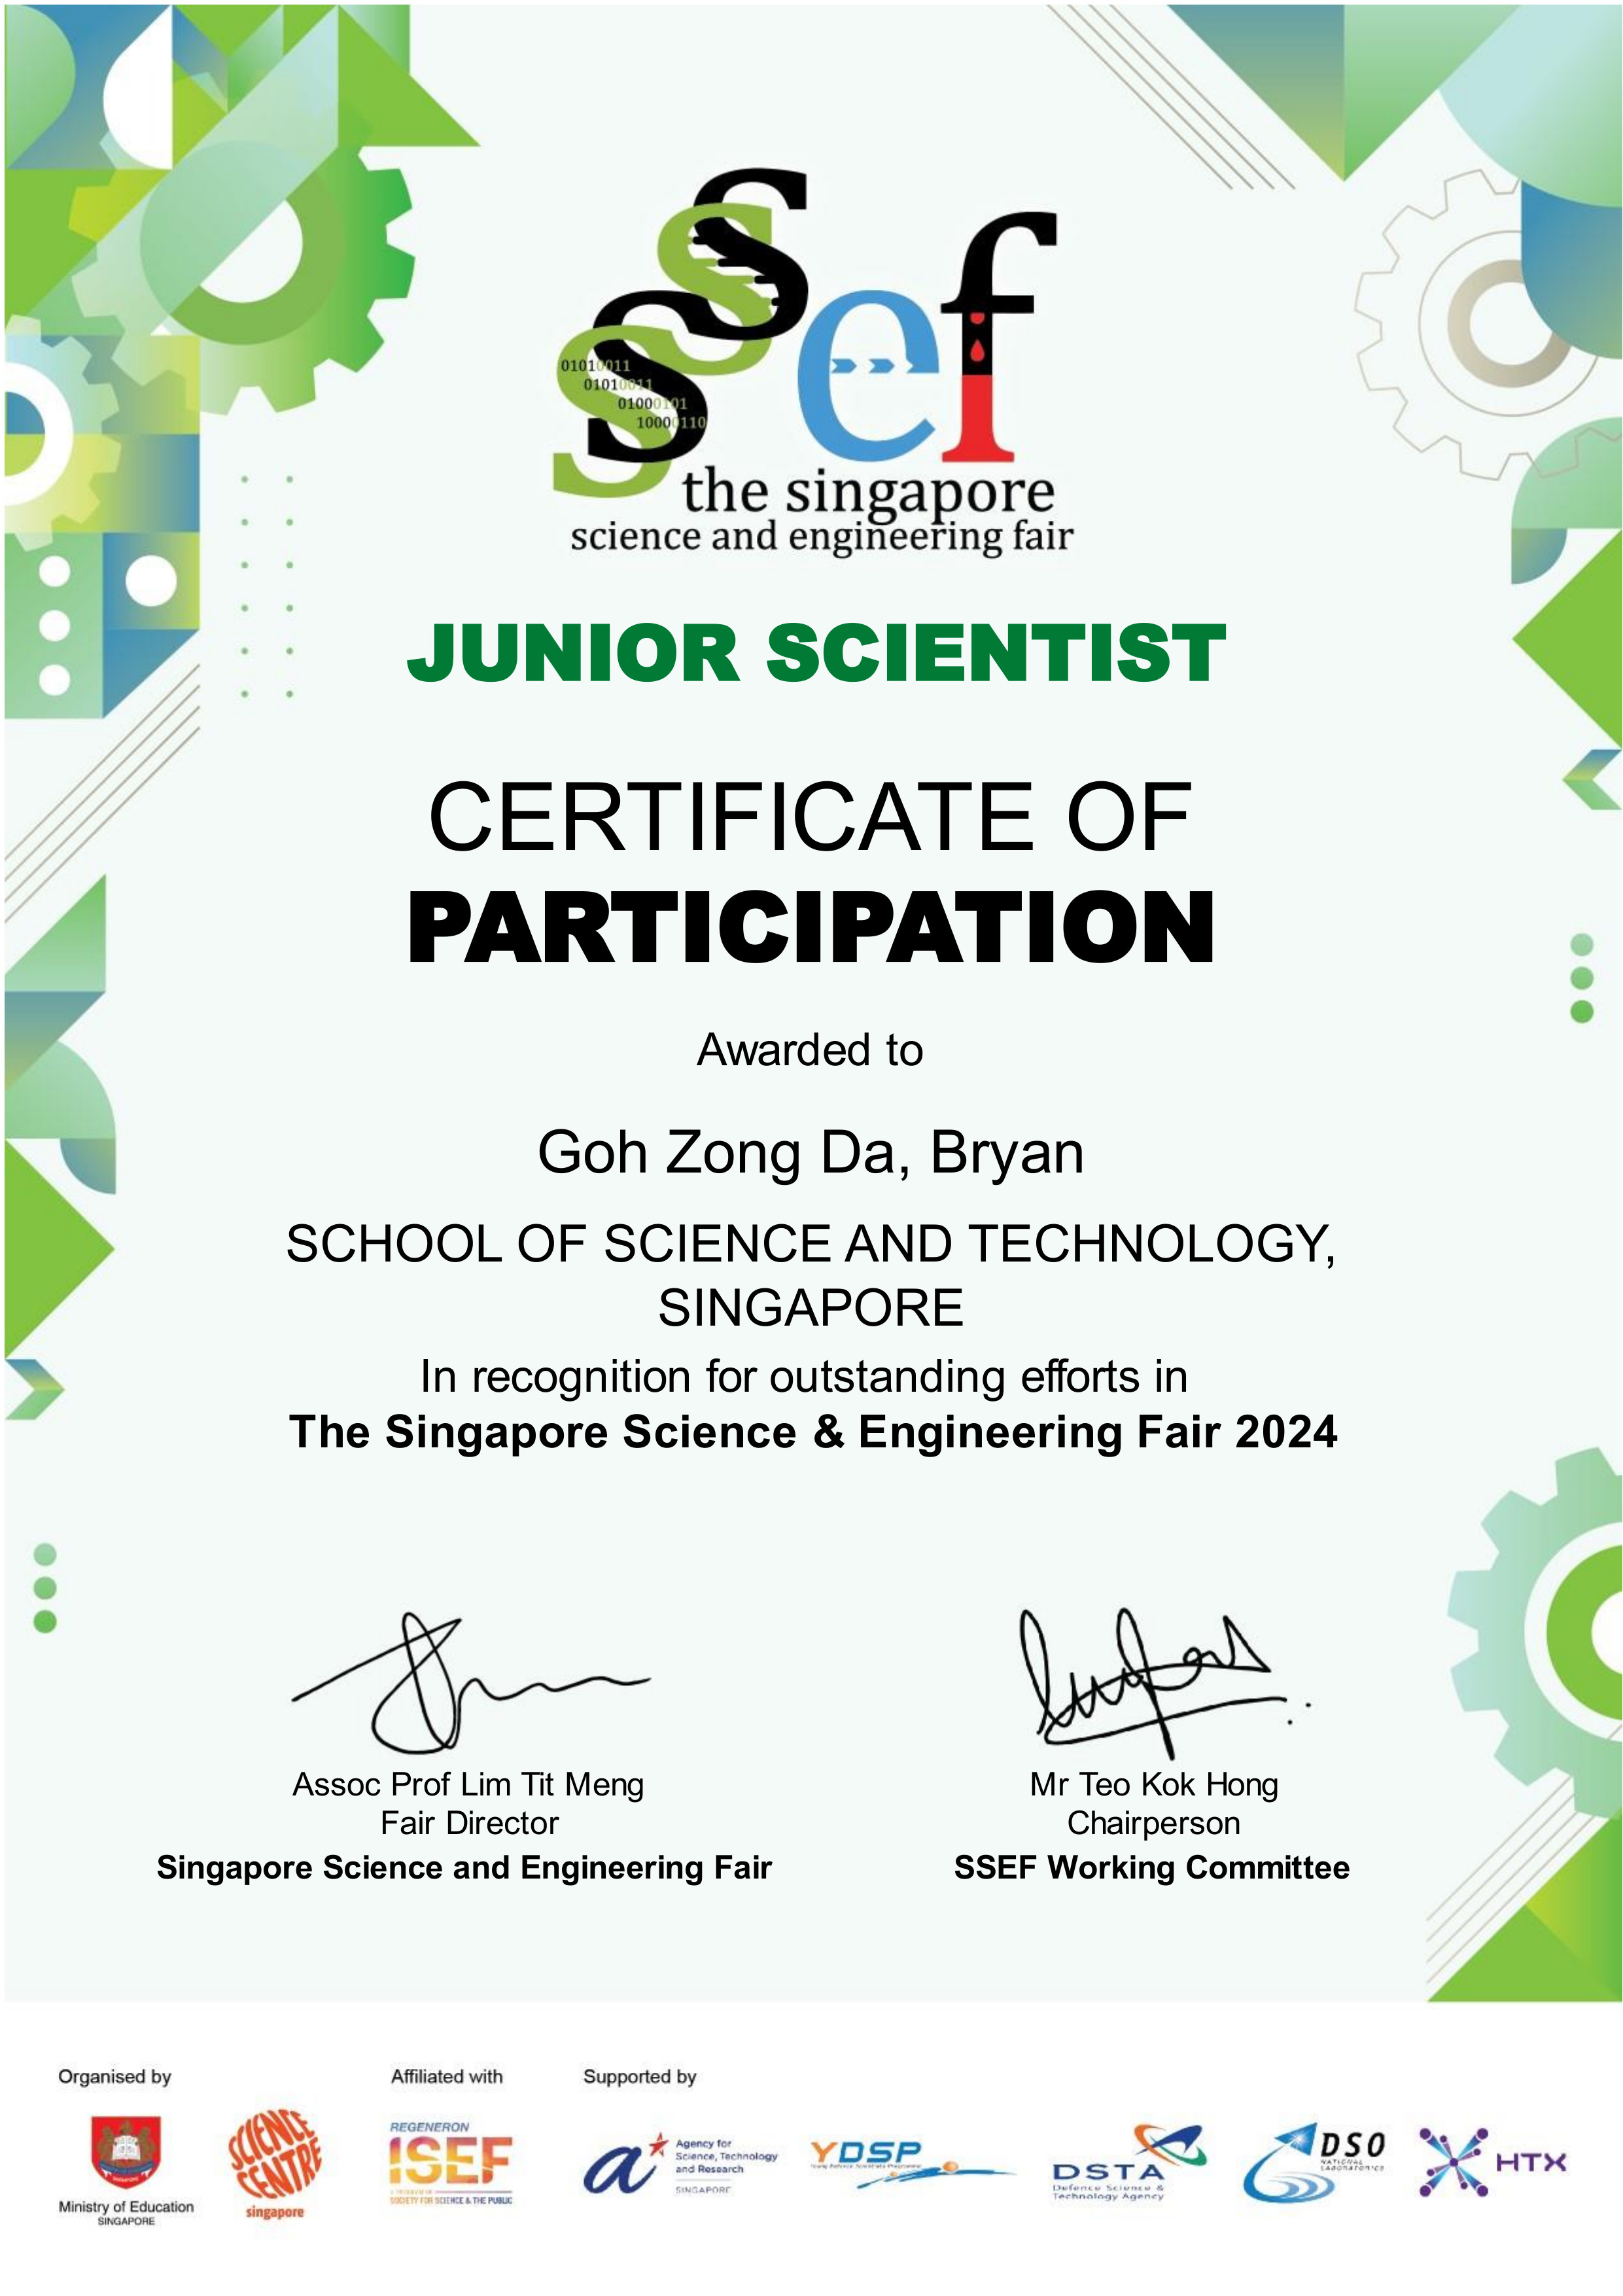 sssef
01010011
01010011
01000101
10000110
the singapore
science and engineering fair
JUNIOR SCIENTIST
CERTIFICATE OF
PARTICIPATION
Awarded to
Goh Zong Da, Bryan
SCHOOL OF SCIENCE AND TECHNOLOGY,
SINGAPORE
In recognition for outstanding efforts in
The Singapore Science & Engineering Fair 2024
Assoc Prof Lim Tit Meng
Fair Director
Singapore Science and Engineering Fair
Mr Teo Kok Hong
Chairperson
SSEF Working Committee
Organised by
Ministry of Education
SINGAPORE
SCIENCE
CENTRE
singapore
Affiliated with
REGENERON
ISEF
A PROGRAM OF
SOCIETY FOR SCIENCE & THE PUBLIC
Supported by
Agency for
Science, Technology
and Research
SINGAPORE
YDSP
DSTA
Defence Science &
Technology Agency
DSO
NATIONAL
LABORATORIES
HTX